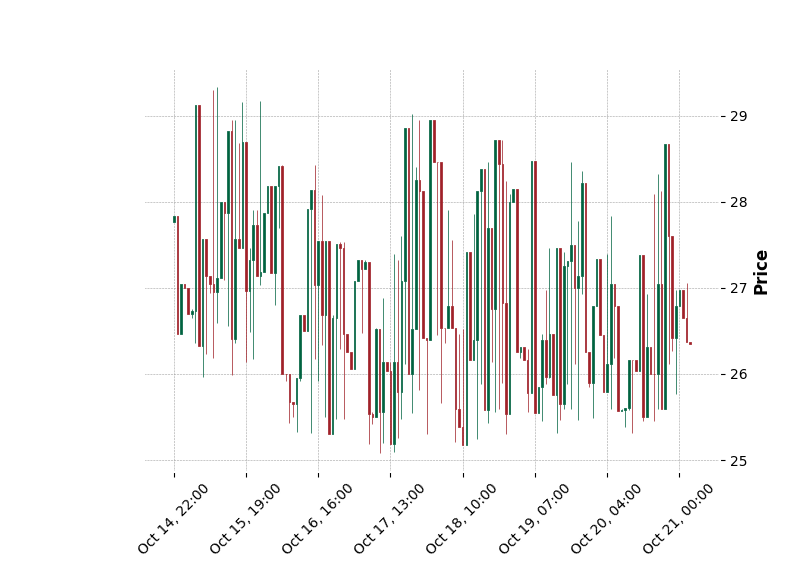 29
28
27
26
25
Price
Oct 14, 22:00
Oct 15, 19:00
Oct 16, 16:00
Oct 17, 13:00
Oct 18, 10:00
Oct 19, 07:00
Oct 20, 04:00
Oct 21, 00:00